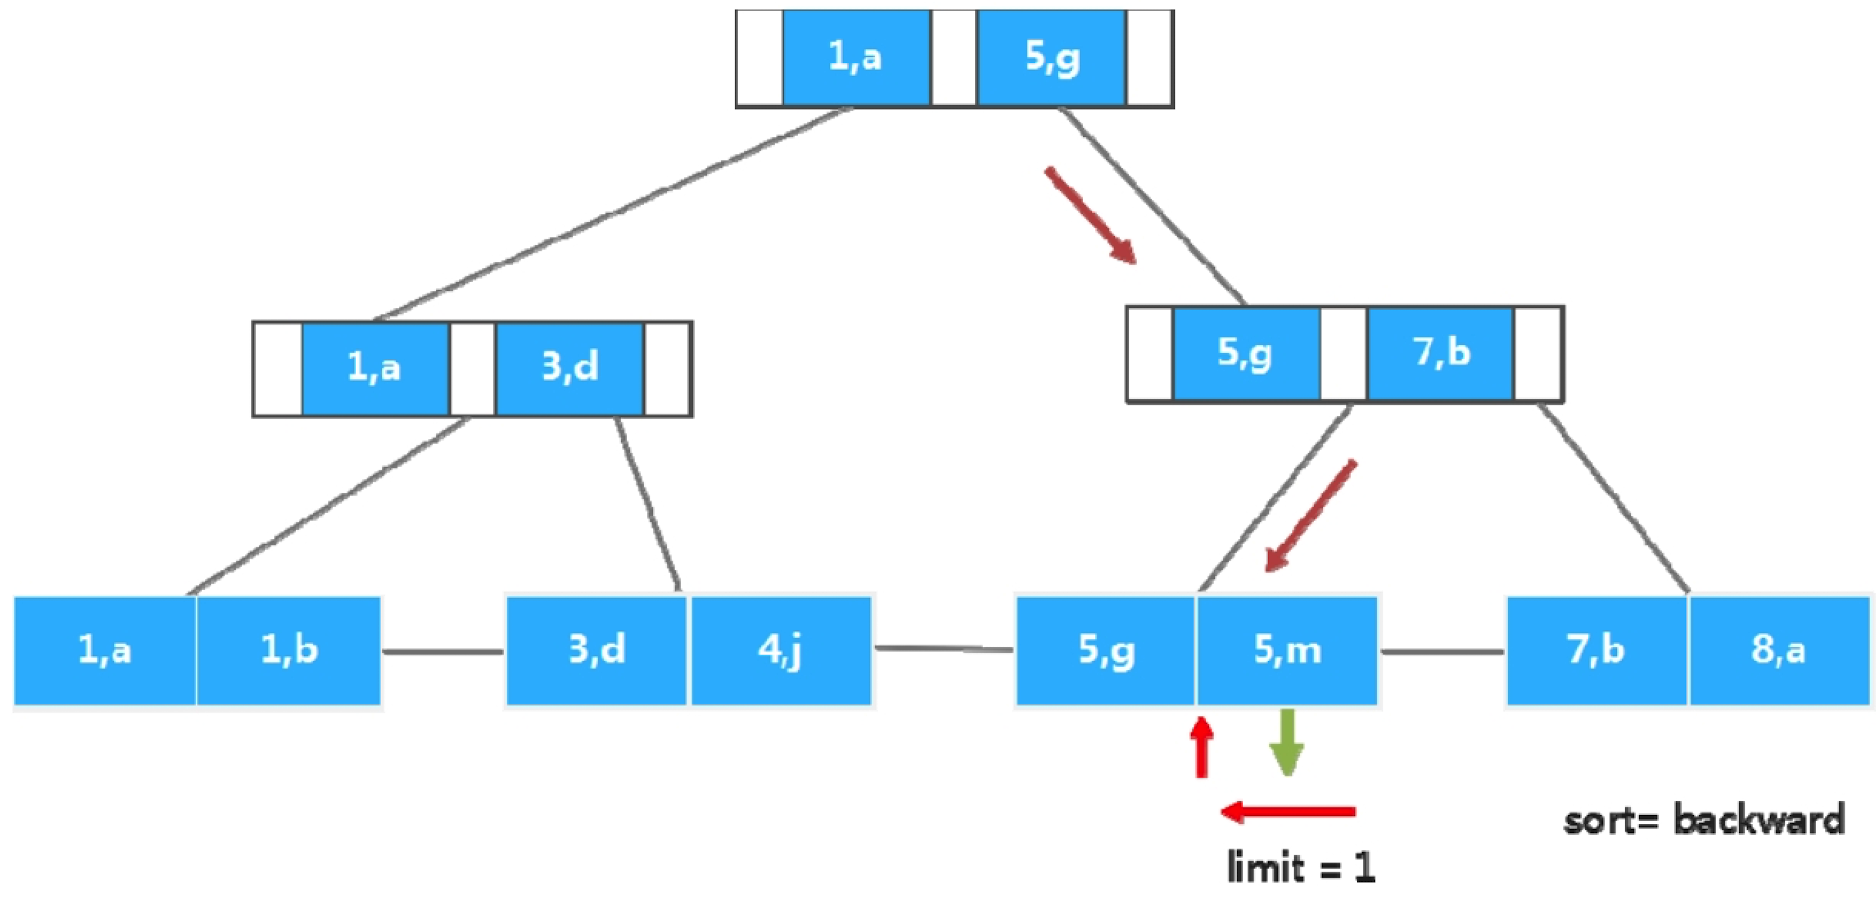 1,a 5,g
1,a 3,d 5,g 7,b
1,a 1,b 3,d 4,j 5,g 5,m 7,b 8,a
sort= backward
limit = 1